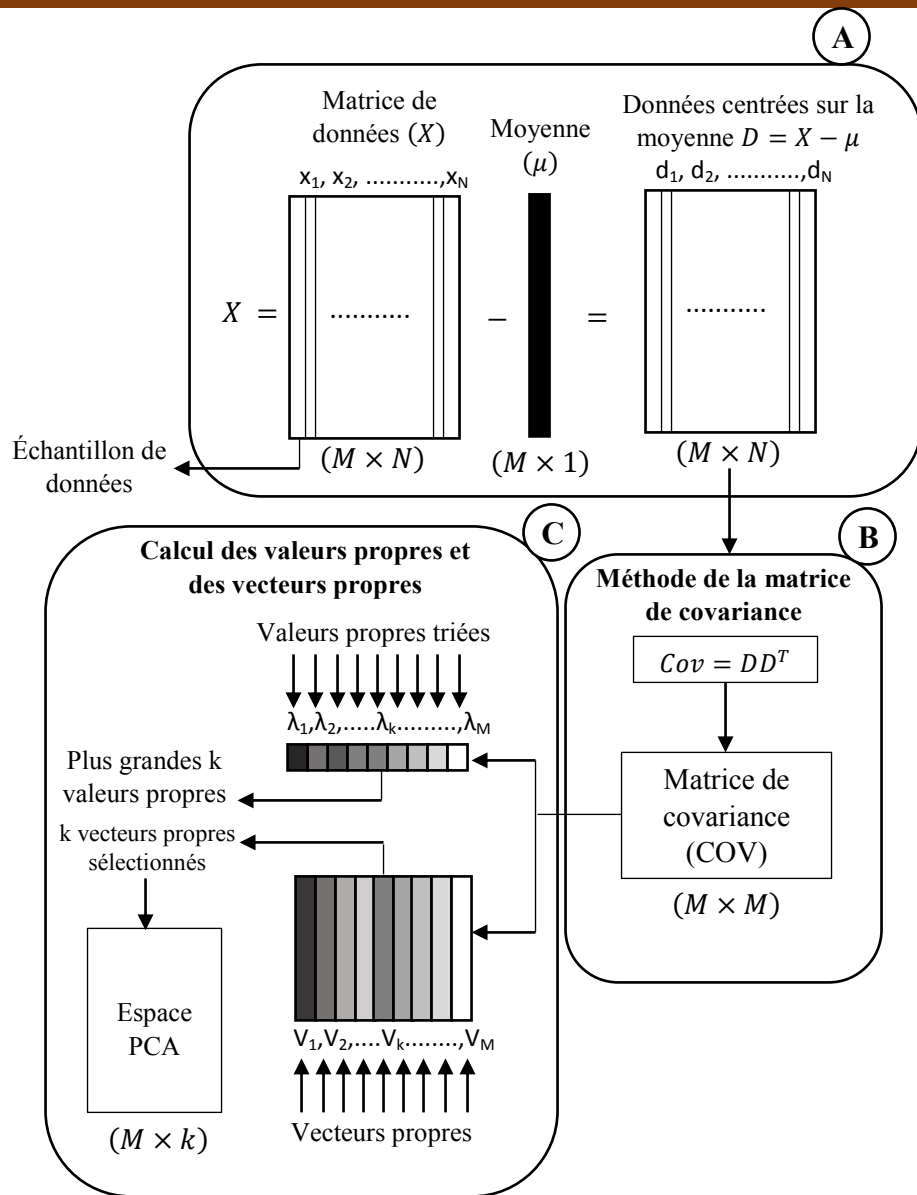 A
Matrice de
données (X)
Moyenne
(μ)
Données centrées sur la
moyenne D = X − μ
x₁, x₂, ...........,x_N
d₁, d₂, ...........,d_N
X = ........... − = ...........
(M × N)
(M × 1)
(M × N)
Échantillon de
données
C
Calcul des valeurs propres et
des vecteurs propres
Valeurs propres triées
λ₁,λ₂,.....λₖ..........,λ_M
Plus grandes k
valeurs propres
k vecteurs propres
sélectionnés
Espace
PCA
(M × k)
V₁,V₂,....Vₖ........,V_M
Vecteurs propres
B
Méthode de la matrice
de covariance
Cov = DDᵀ
Matrice de
covariance
(COV)
(M × M)